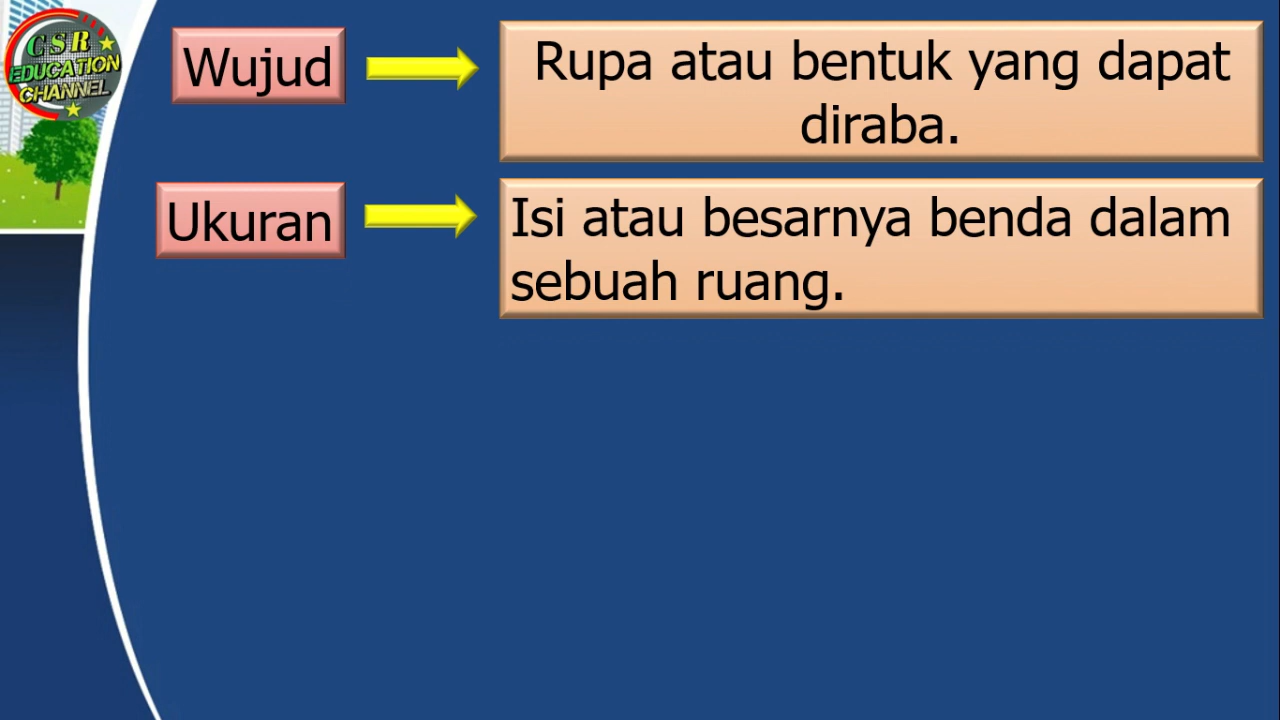 CSR
EDUCATION
CHANNEL
Wujud
Rupa atau bentuk yang dapat
diraba.
Ukuran
Isi atau besarnya benda dalam
sebuah ruang.